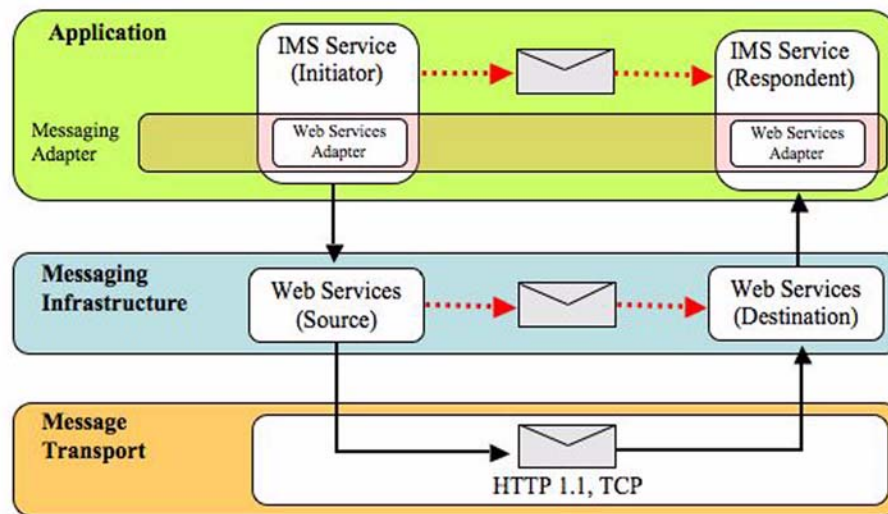 Application
IMS Service
(Initiator)
IMS Service
(Respondent)
Messaging
Adapter
Web Services
Adapter
Web Services
Adapter
Messaging
Infrastructure
Web Services
(Source)
Web Services
(Destination)
Message
Transport
HTTP 1.1, TCP